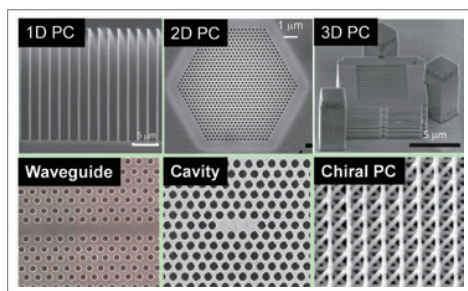 1D PC
2D PC
1 μm
3D PC
5 μm
5 μm
Waveguide
Cavity
Chiral PC